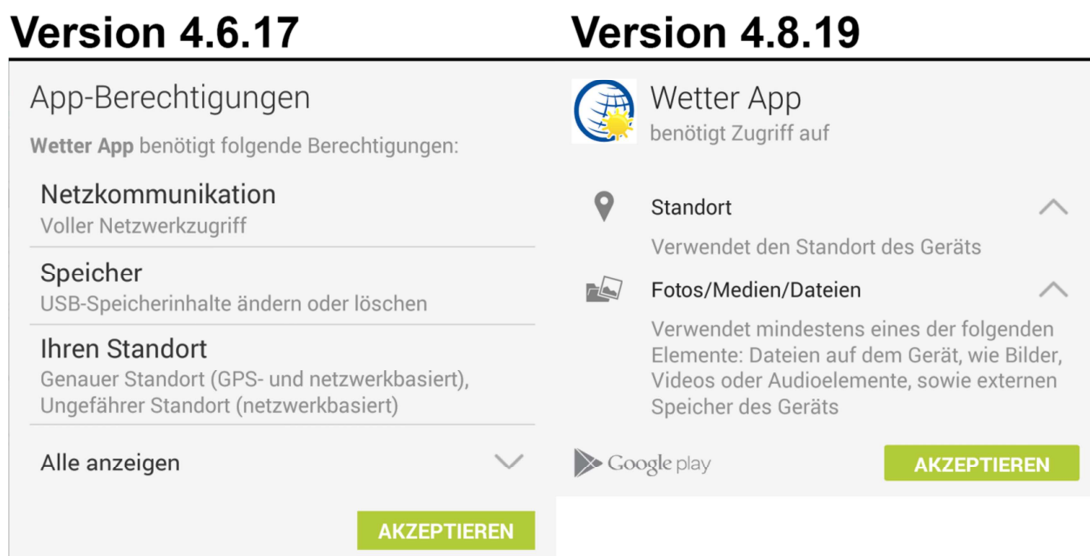 Version 4.6.17
App-Berechtigungen
Wetter App benötigt folgende Berechtigungen:
Netzkommunikation
Voller Netzwerkzugriff
Speicher
USB-Speicherinhalte ändern oder löschen
Ihren Standort
Genauer Standort (GPS- und netzwerkbasiert),
Ungefährer Standort (netzwerkbasiert)
Alle anzeigen
AKZEPTIEREN
Version 4.8.19
Wetter App
benötigt Zugriff auf
Standort
Verwendet den Standort des Geräts
Fotos/Medien/Dateien
Verwendet mindestens eines der folgenden
Elemente: Dateien auf dem Gerät, wie Bilder,
Videos oder Audioelemente, sowie externen
Speicher des Geräts
Google play
AKZEPTIEREN